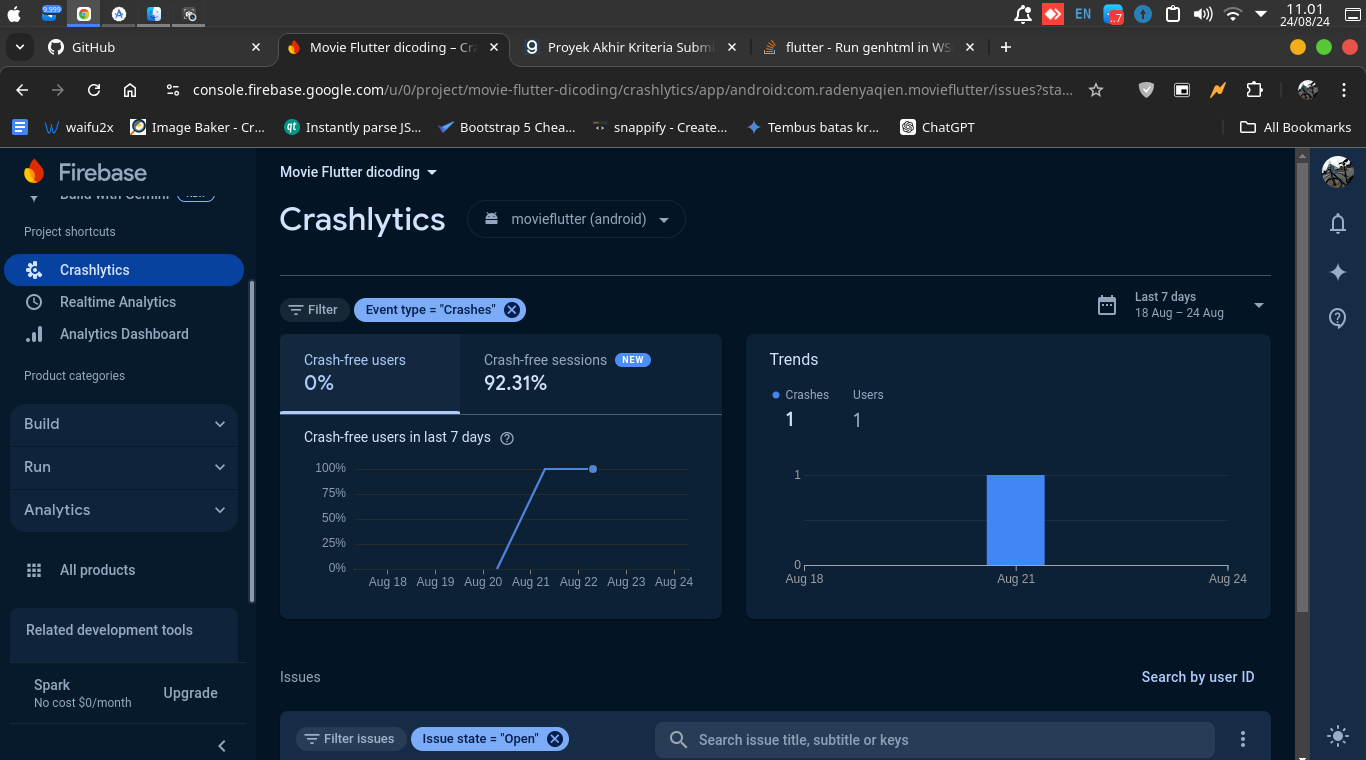 9,999
EN
..7
11.01
24/08/24
GitHub
Movie Flutter dicoding – Cra
Proyek Akhir Kriteria Submi
flutter - Run genhtml in WS
console.firebase.google.com/u/0/project/movie-flutter-dicoding/crashlytics/app/android:com.radenyaqien.movieflutter/issues?sta...
waifu2x
Image Baker - Cr...
Instantly parse JS...
Bootstrap 5 Chea...
snappify - Create...
Tembus batas kr...
ChatGPT
All Bookmarks
Firebase
Build with Gemini
NEW
Project shortcuts
Crashlytics
Realtime Analytics
Analytics Dashboard
Product categories
Build
Run
Analytics
All products
Related development tools
Spark
No cost $0/month
Upgrade
Movie Flutter dicoding
Crashlytics
movieflutter (android)
Filter
Event type = "Crashes"
Last 7 days
18 Aug – 24 Aug
Crash-free users
0%
Crash-free sessions NEW
92.31%
Crash-free users in last 7 days
100%
75%
50%
25%
0%
Aug 18 Aug 19 Aug 20 Aug 21 Aug 22 Aug 23 Aug 24
Trends
Crashes Users
1 1
1
0
Aug 18 Aug 21 Aug 24
Issues
Search by user ID
Filter issues
Issue state = "Open"
Search issue title, subtitle or keys